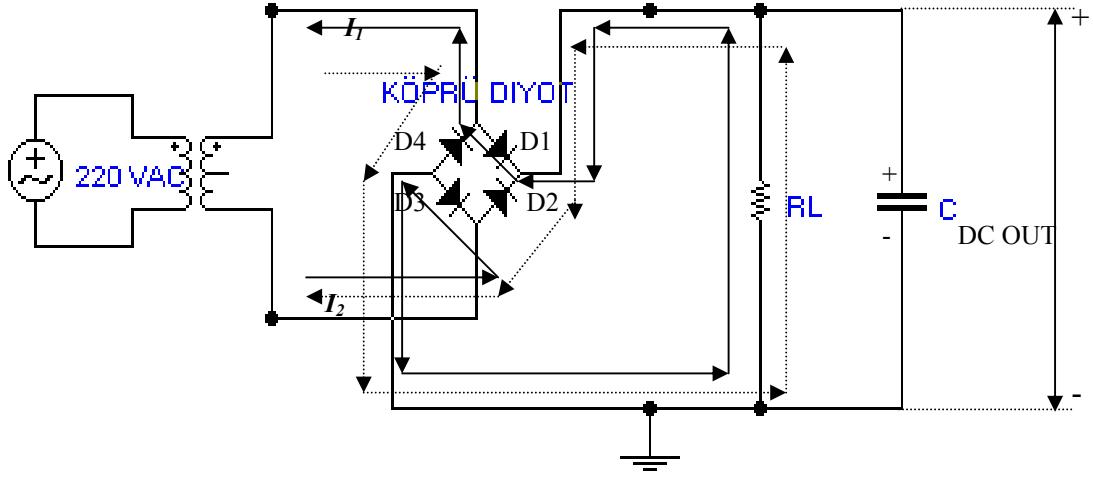 I1
+
KÖPRÜ DIYOT
D4
D1
220 VAC
D3
D2
RL
+
C
-
DC OUT
I2
-